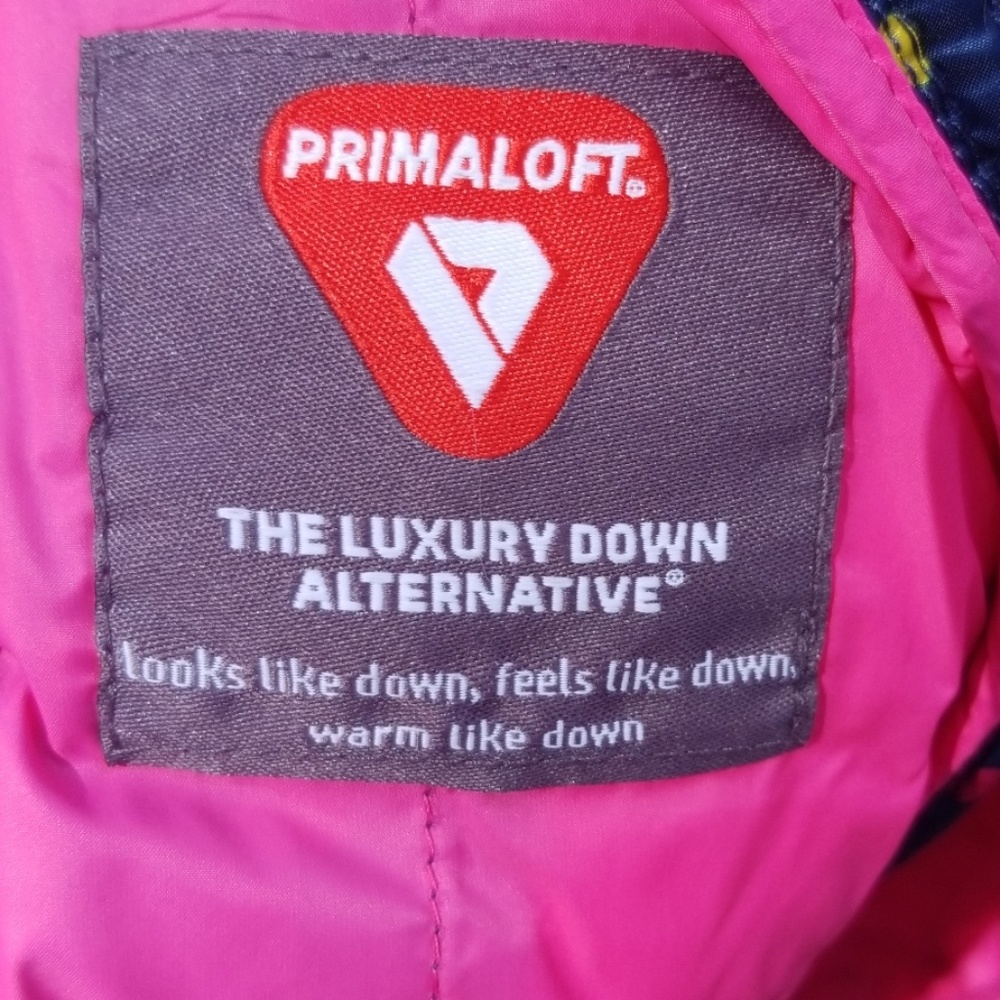 PRIMALOFT®
THE LUXURY DOWN
ALTERNATIVE®
looks like down, feels like down,
warm like down